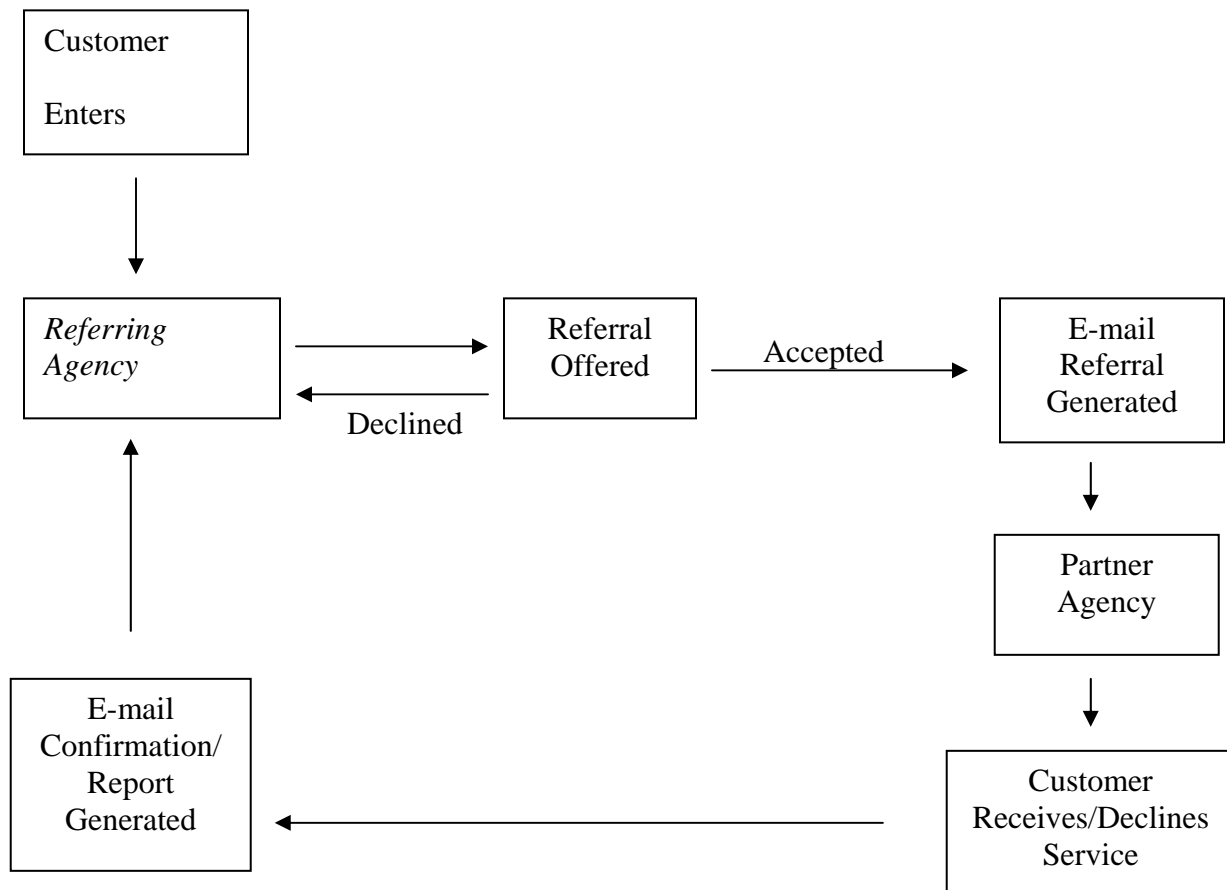 Customer
Enters
Referring
Agency
Referral
Offered
Accepted
Declined
E-mail
Referral
Generated
Partner
Agency
E-mail
Confirmation/
Report
Generated
Customer
Receives/Declines
Service